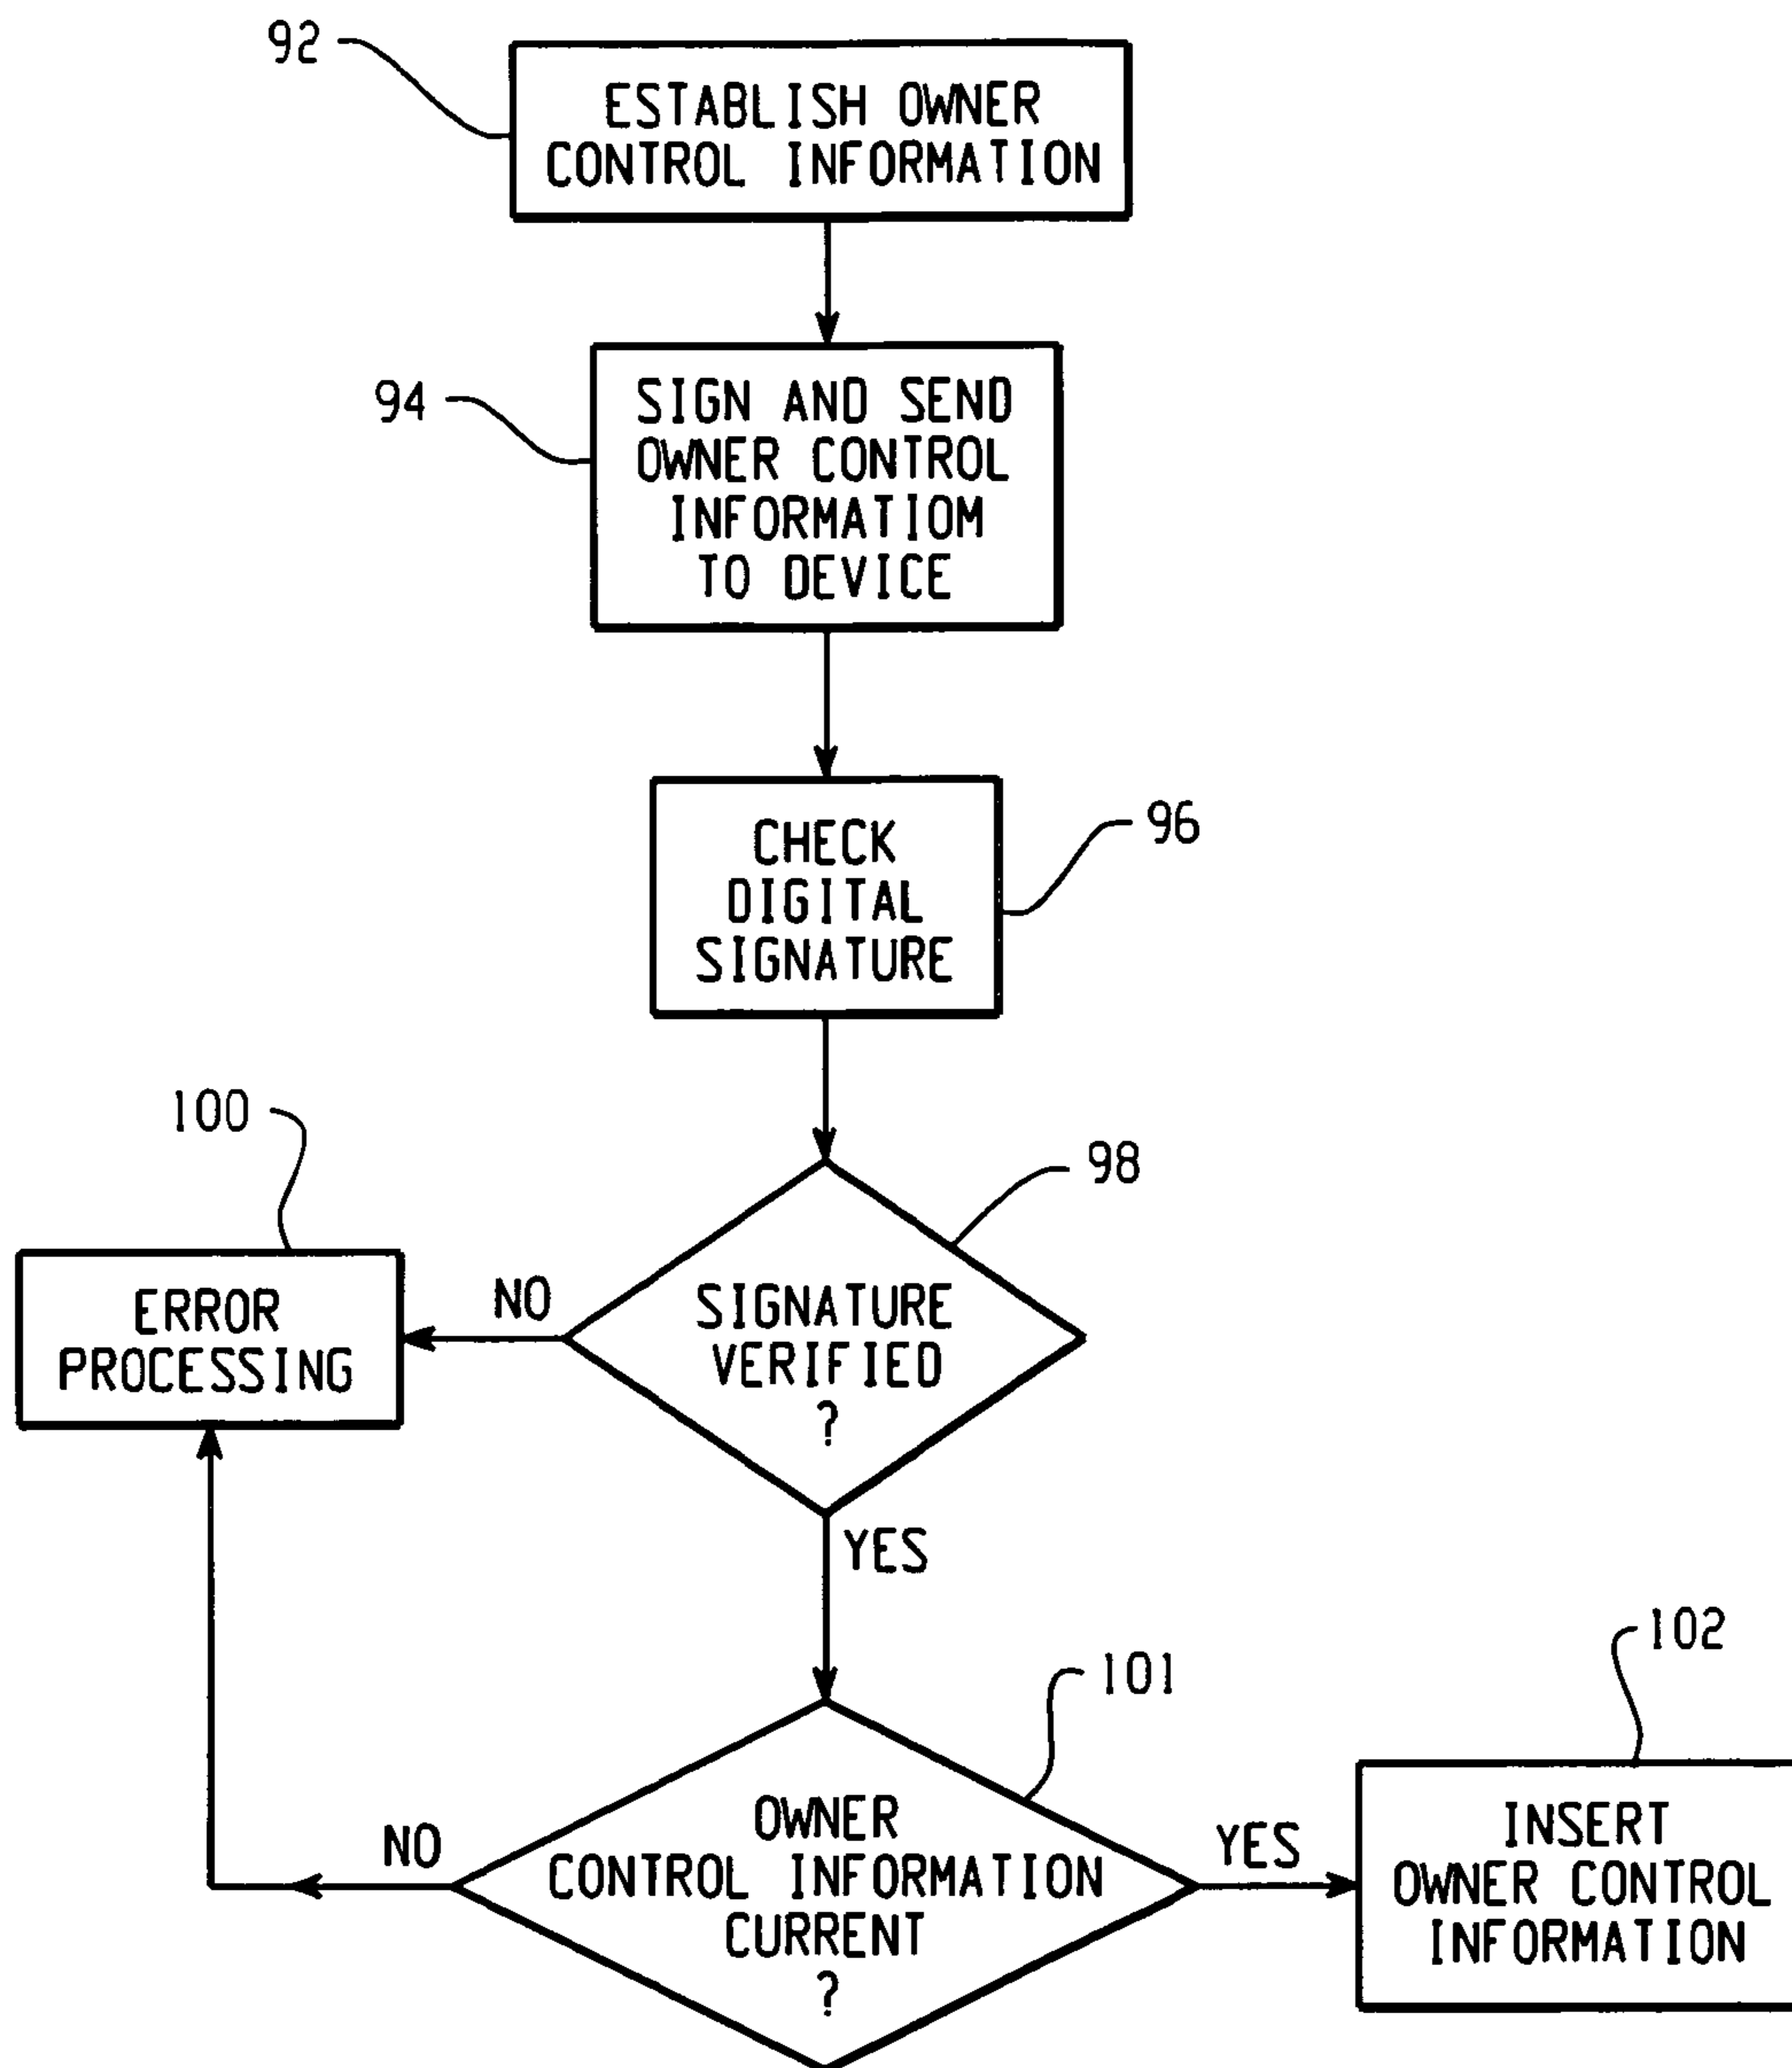 92
ESTABLISH OWNER
CONTROL INFORMATION
94
SIGN AND SEND
OWNER CONTROL
INFORMATIOM
TO DEVICE
CHECK
DIGITAL
SIGNATURE
96
100
98
ERROR
PROCESSING
NO
SIGNATURE
VERIFIED
?
YES
102
101
NO
OWNER
CONTROL INFORMATION
CURRENT
?
YES
INSERT
OWNER CONTROL
INFORMATION